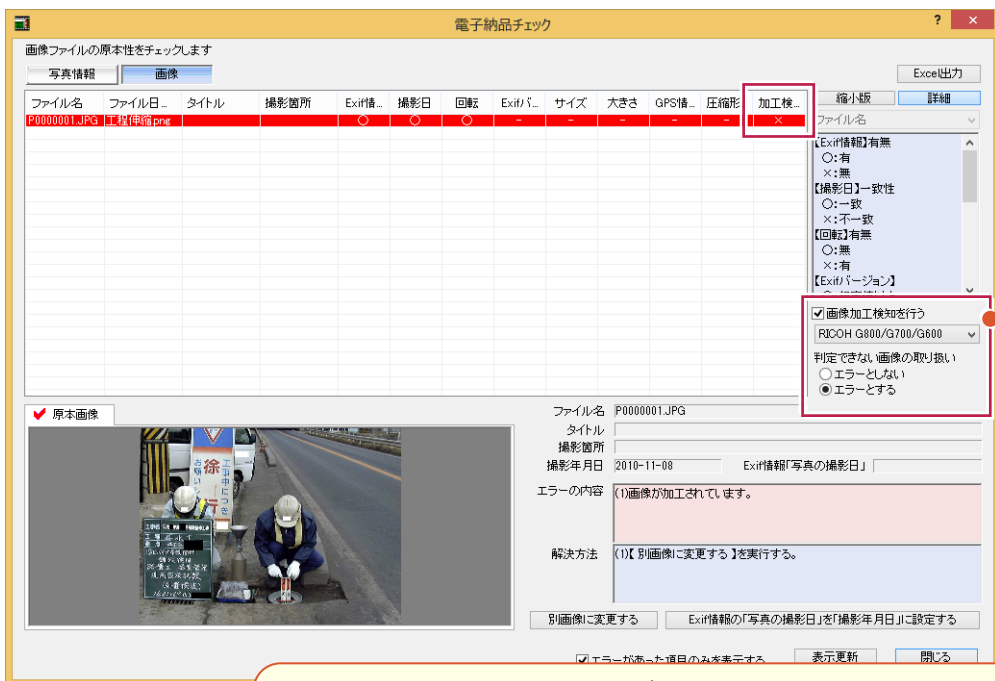 電子納品チェック
? ×
画像ファイルの原本性をチェックします
写真情報 画像 Excel出力
ファイル名 ファイル日... タイトル 撮影箇所 Exif情... 撮影日 回転 Exifバ... サイズ 大きさ GPS情... 圧縮形 加工検...
P0000001.JPG 工程伸縮png ○ ○ ○ − − − − − ×
縮小版 詳細
ファイル名
【Exif情報】有無
○:有
×:無
【撮影日】一致性
○:一致
×:不一致
【回転】有無
○:無
×:有
【Exifバージョン】
画像加工検知を行う
RICOH G800/G700/G600
判定できない画像の取り扱い
エラーとしない
エラーとする
原本画像
徐行
工事中につき
お願いし
ファイル名 P0000001.JPG
タイトル
撮影箇所
撮影年月日 2010-11-08 Exif情報「写真の撮影日」
エラーの内容 (1)画像が加工されています。
解決方法 (1)【 別画像に変更する 】を実行する。
別画像に変更する Exif情報の「写真の撮影日」を「撮影年月日」に設定する
エラーがあった項目のみを表示する 表示更新 閉じる